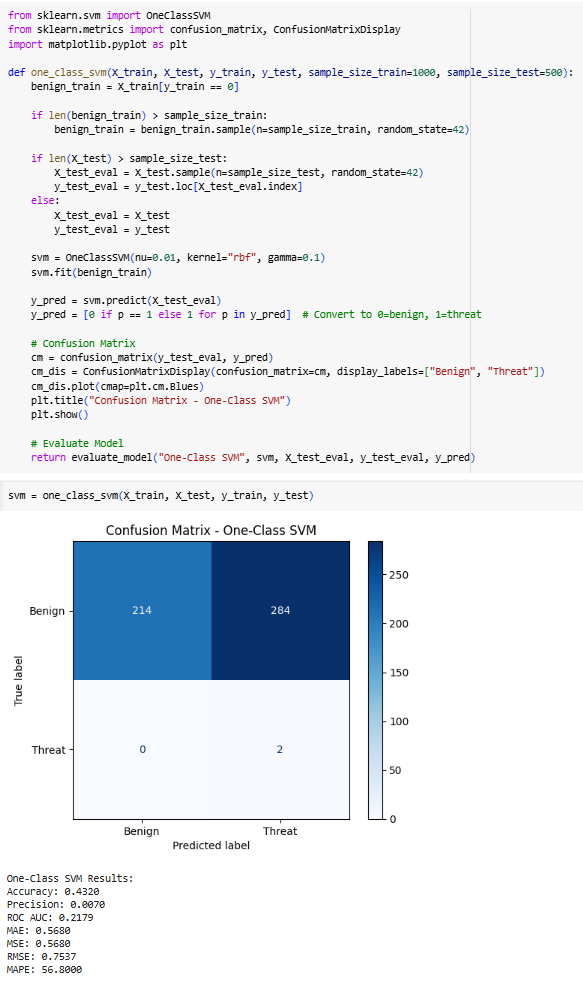 from sklearn.svm import OneClassSVM
from sklearn.metrics import confusion_matrix, ConfusionMatrixDisplay
import matplotlib.pyplot as plt
def one_class_svm(X_train, X_test, y_train, y_test, sample_size_train=1000, sample_size_test=500):
    benign_train = X_train[y_train == 0]
    if len(benign_train) > sample_size_train:
        benign_train = benign_train.sample(n=sample_size_train, random_state=42)
    if len(X_test) > sample_size_test:
        X_test_eval = X_test.sample(n=sample_size_test, random_state=42)
        y_test_eval = y_test.loc[X_test_eval.index]
    else:
        X_test_eval = X_test
        y_test_eval = y_test
    svm = OneClassSVM(nu=0.01, kernel="rbf", gamma=0.1)
    svm.fit(benign_train)
    y_pred = svm.predict(X_test_eval)
    y_pred = [0 if p == 1 else 1 for p in y_pred]  # Convert to 0=benign, 1=threat
    # Confusion Matrix
    cm = confusion_matrix(y_test_eval, y_pred)
    cm_dis = ConfusionMatrixDisplay(confusion_matrix=cm, display_labels=["Benign", "Threat"])
    cm_dis.plot(cmap=plt.cm.Blues)
    plt.title("Confusion Matrix - One-Class SVM")
    plt.show()
    # Evaluate Model
    return evaluate_model("One-Class SVM", svm, X_test_eval, y_test_eval, y_pred)
svm = one_class_svm(X_train, X_test, y_train, y_test)
Confusion Matrix - One-Class SVM
250
Benign
214
284
200
True label
150
100
Threat
0
2
50
0
Benign
Threat
Predicted label
One-Class SVM Results:
Accuracy: 0.4320
Precision: 0.0070
ROC AUC: 0.2179
MAE: 0.5680
MSE: 0.5680
RMSE: 0.7537
MAPE: 56.8000